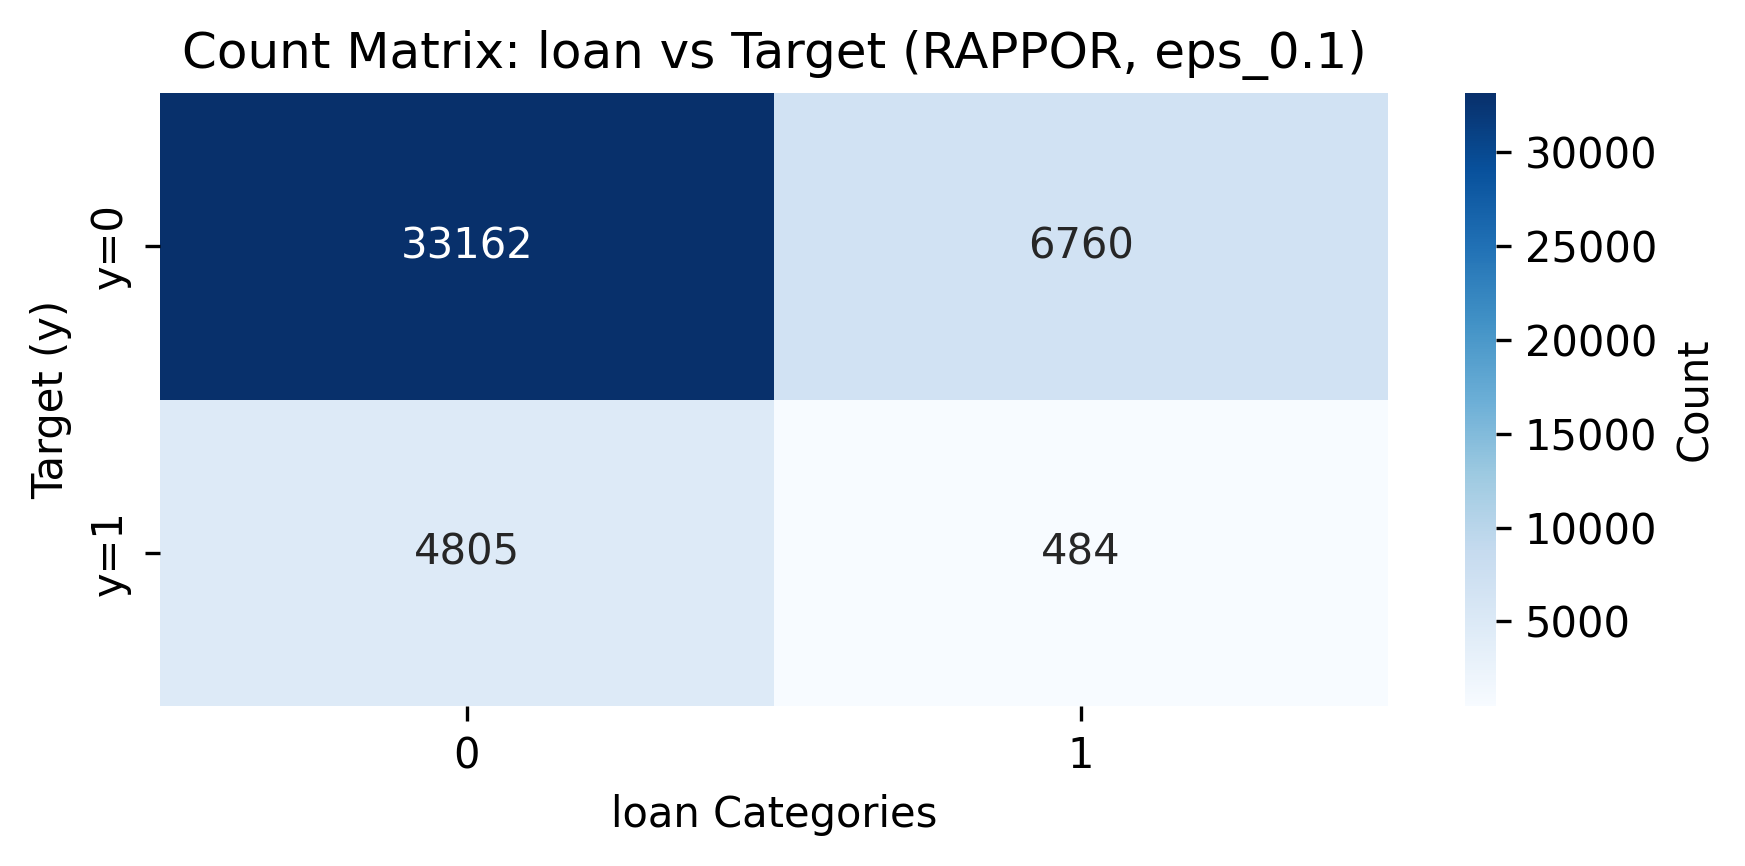 Count Matrix: loan vs Target (RAPPOR, eps_0.1)
Target (y)
y=0
y=1
33162
6760
4805
484
0
1
loan Categories
30000
25000
20000
15000
10000
5000
Count